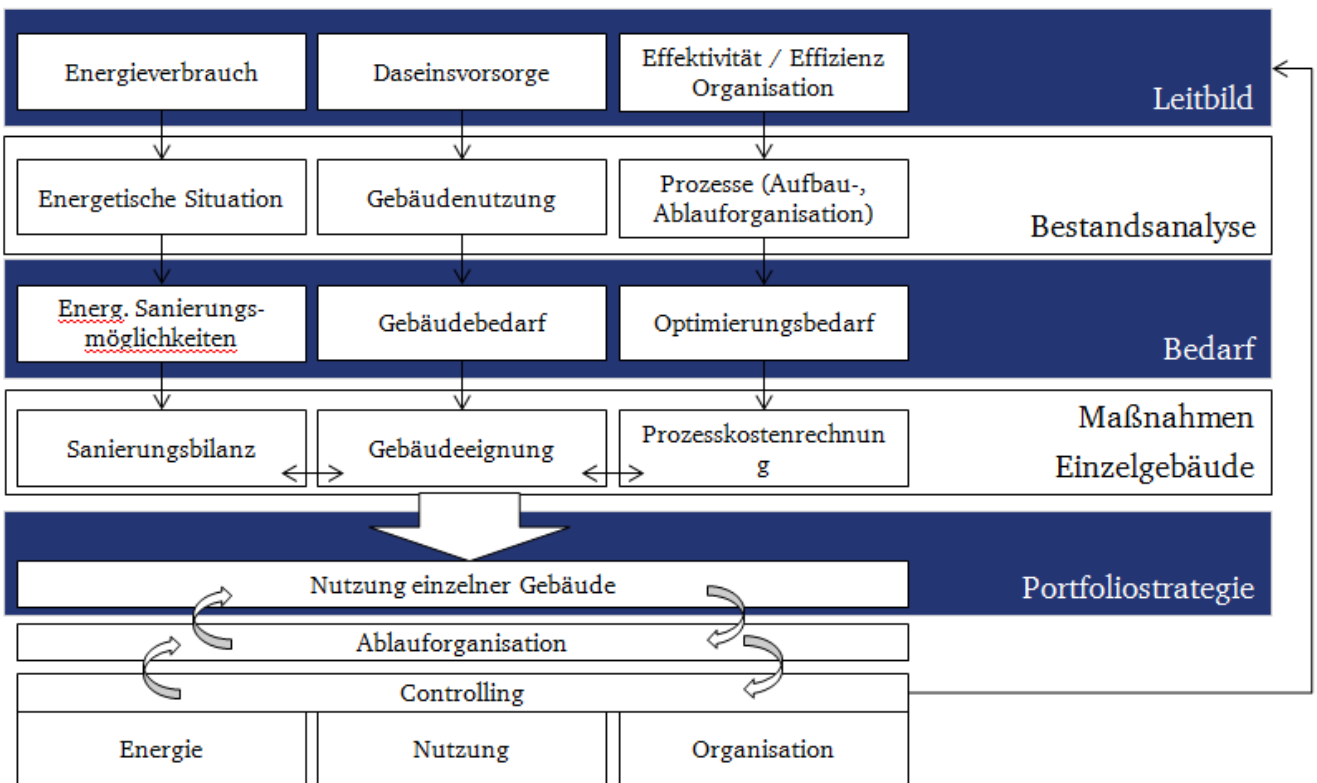 Energieverbrauch
Daseinsvorsorge
Effektivität / Effizienz
Organisation
Leitbild
Energetische Situation
Gebäudenutzung
Prozesse (Aufbau-,
Ablauforganisation)
Bestandsanalyse
Energ. Sanierungs-
möglichkeiten
Gebäudebedarf
Optimierungsbedarf
Bedarf
Sanierungsbilanz
Gebäudeeignung
Prozesskostenrechnun
g
Maßnahmen
Einzelgebäude
Nutzung einzelner Gebäude
Portfoliostrategie
Ablauforganisation
Controlling
Energie
Nutzung
Organisation